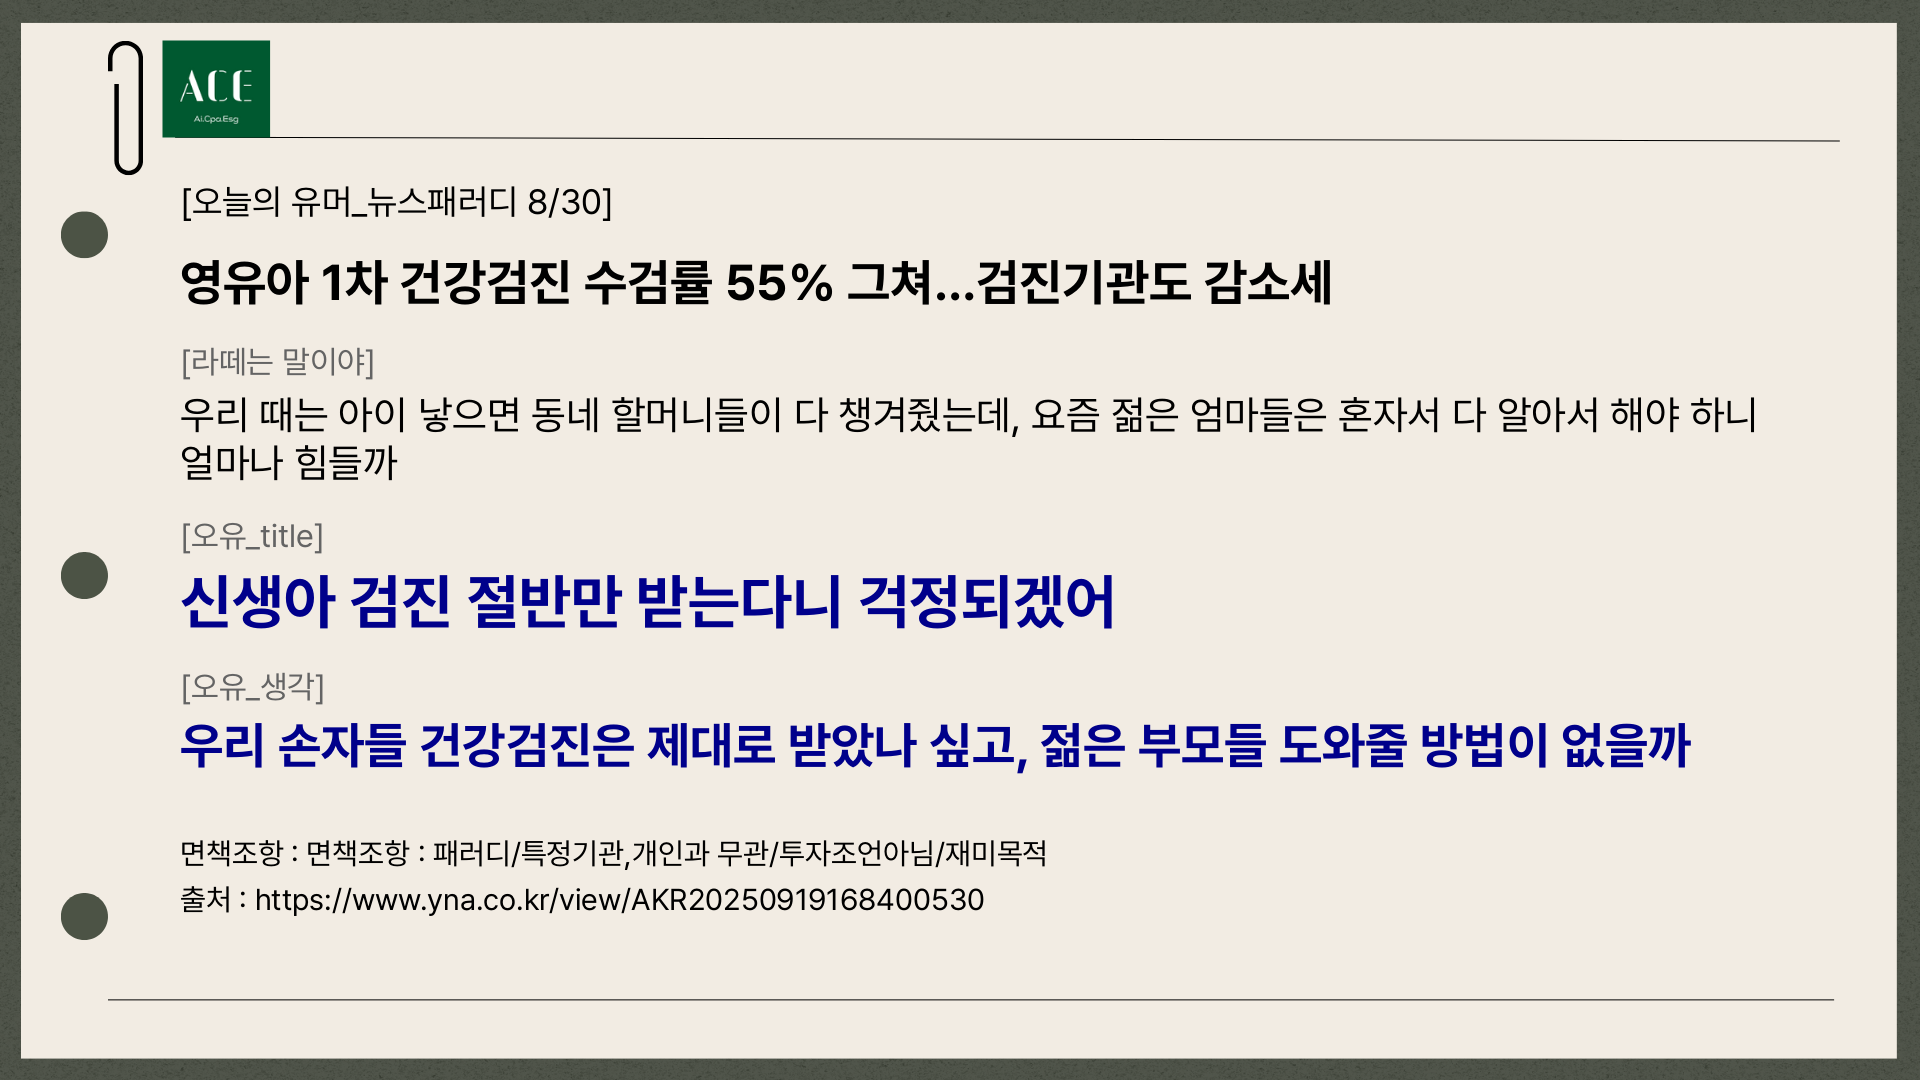 ACE
Ai.Cpa.Esg
[오늘의 유머_뉴스패러디 8/30]
영유아 1차 건강검진 수검률 55% 그쳐...검진기관도 감소세
[라떼는 말이야]
우리 때는 아이 낳으면 동네 할머니들이 다 챙겨줬는데, 요즘 젊은 엄마들은 혼자서 다 알아서 해야 하니
얼마나 힘들까
[오유_title]
신생아 검진 절반만 받는다니 걱정되겠어
[오유_생각]
우리 손자들 건강검진은 제대로 받았나 싶고, 젊은 부모들 도와줄 방법이 없을까
면책조항 : 면책조항 : 패러디/특정기관,개인과 무관/투자조언아님/재미목적
출처 : https://www.yna.co.kr/view/AKR20250919168400530